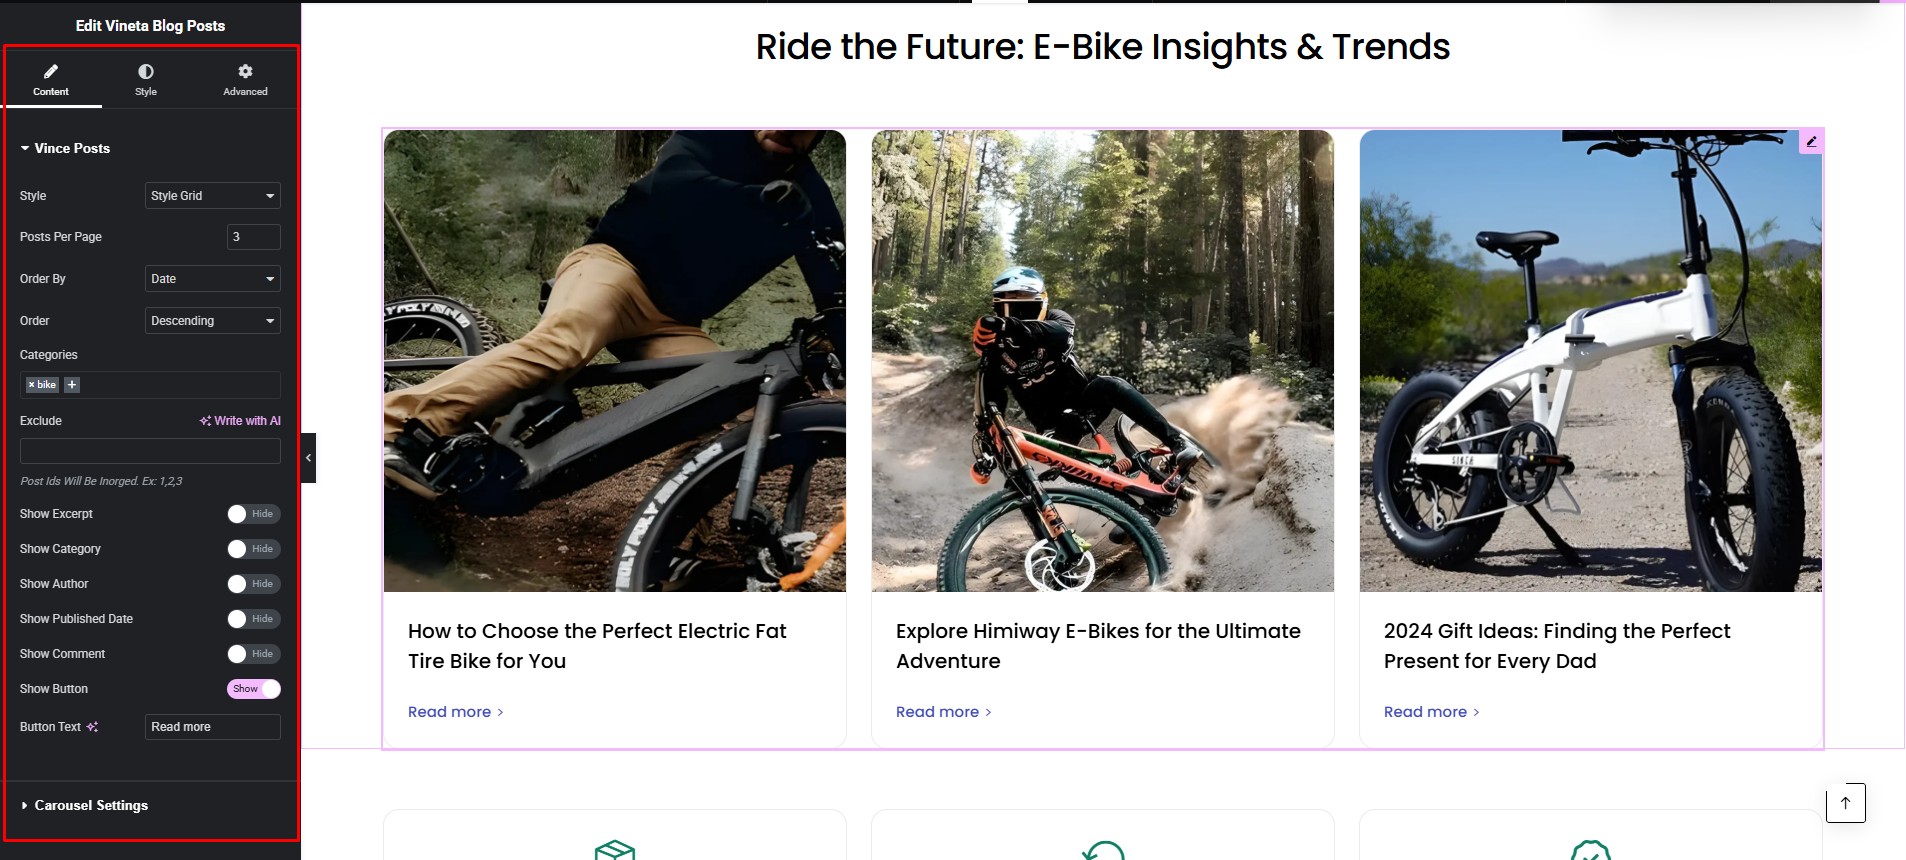 Edit Vineta Blog Posts
Content
Style
Advanced
Vince Posts
Style
Style Grid
Posts Per Page
3
Order By
Date
Order
Descending
Categories
× bike +
Exclude
Write with AI
Post Ids Will Be Inorged. Ex: 1,2,3
Show Excerpt
Hide
Show Category
Hide
Show Author
Hide
Show Published Date
Hide
Show Comment
Hide
Show Button
Show
Button Text
Read more
Carousel Settings
Ride the Future: E-Bike Insights & Trends
How to Choose the Perfect Electric Fat
Tire Bike for You
Read more >
Explore Himiway E-Bikes for the Ultimate
Adventure
Read more >
2024 Gift Ideas: Finding the Perfect
Present for Every Dad
Read more >